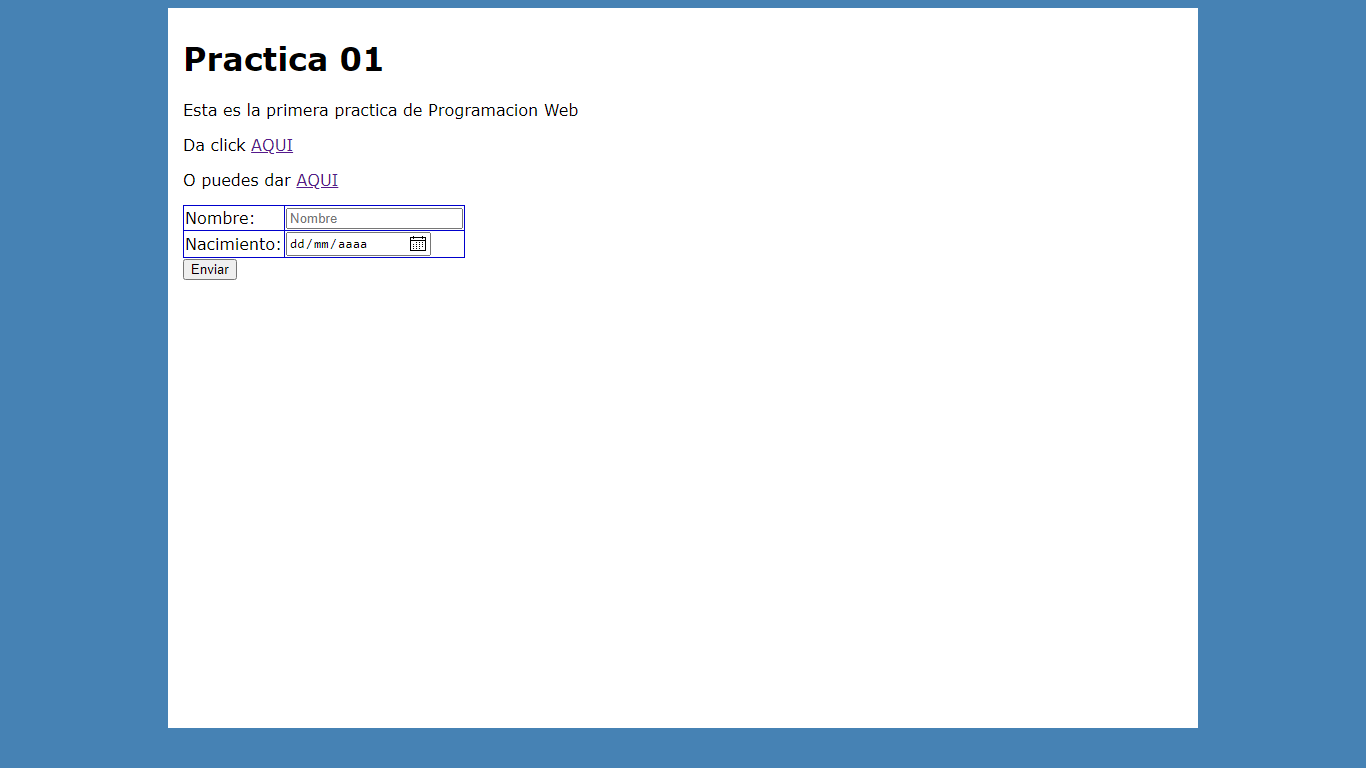 Practica 01
Esta es la primera practica de Programacion Web
Da click AQUI
O puedes dar AQUI
Nombre: Nombre
Nacimiento: dd/mm/aaaa
Enviar